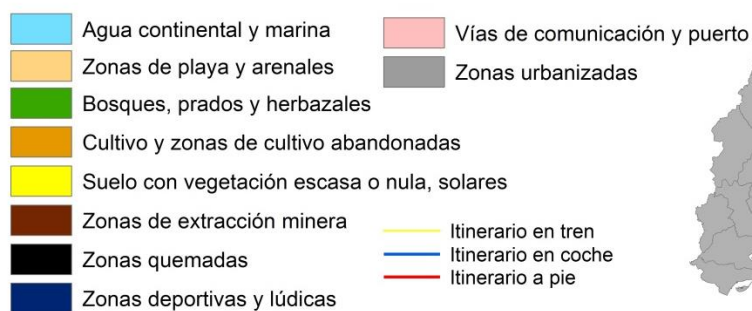 Agua continental y marina
Zonas de playa y arenales
Bosques, prados y herbazales
Cultivo y zonas de cultivo abandonadas
Suelo con vegetación escasa o nula, solares
Zonas de extracción minera
Zonas quemadas
Zonas deportivas y lúdicas
Vías de comunicación y puerto
Zonas urbanizadas
Itinerario en tren
Itinerario en coche
Itinerario a pie